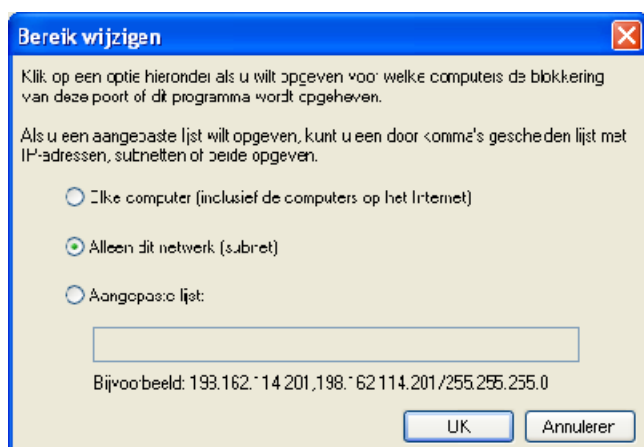 Bereik wijzigen
Klik op een optie hieronder als u wilt opgeven voor welke computers de blokkering
van deze poort of dit programma wordt opgeheven.
Als u een aangepaste lijst wilt opgeven, kunt u een door komma's gescheiden lijst met
IP-adressen, subnetten of beide opgeven.
Elke computer (inclusief de computers op het Internet)
Alleen dit netwerk (subnet)
Aangepaste lijst:
Bijvoorbeeld: 193.162.114.201,198.162.114.201/255.255.255.0
OK
Annuleren